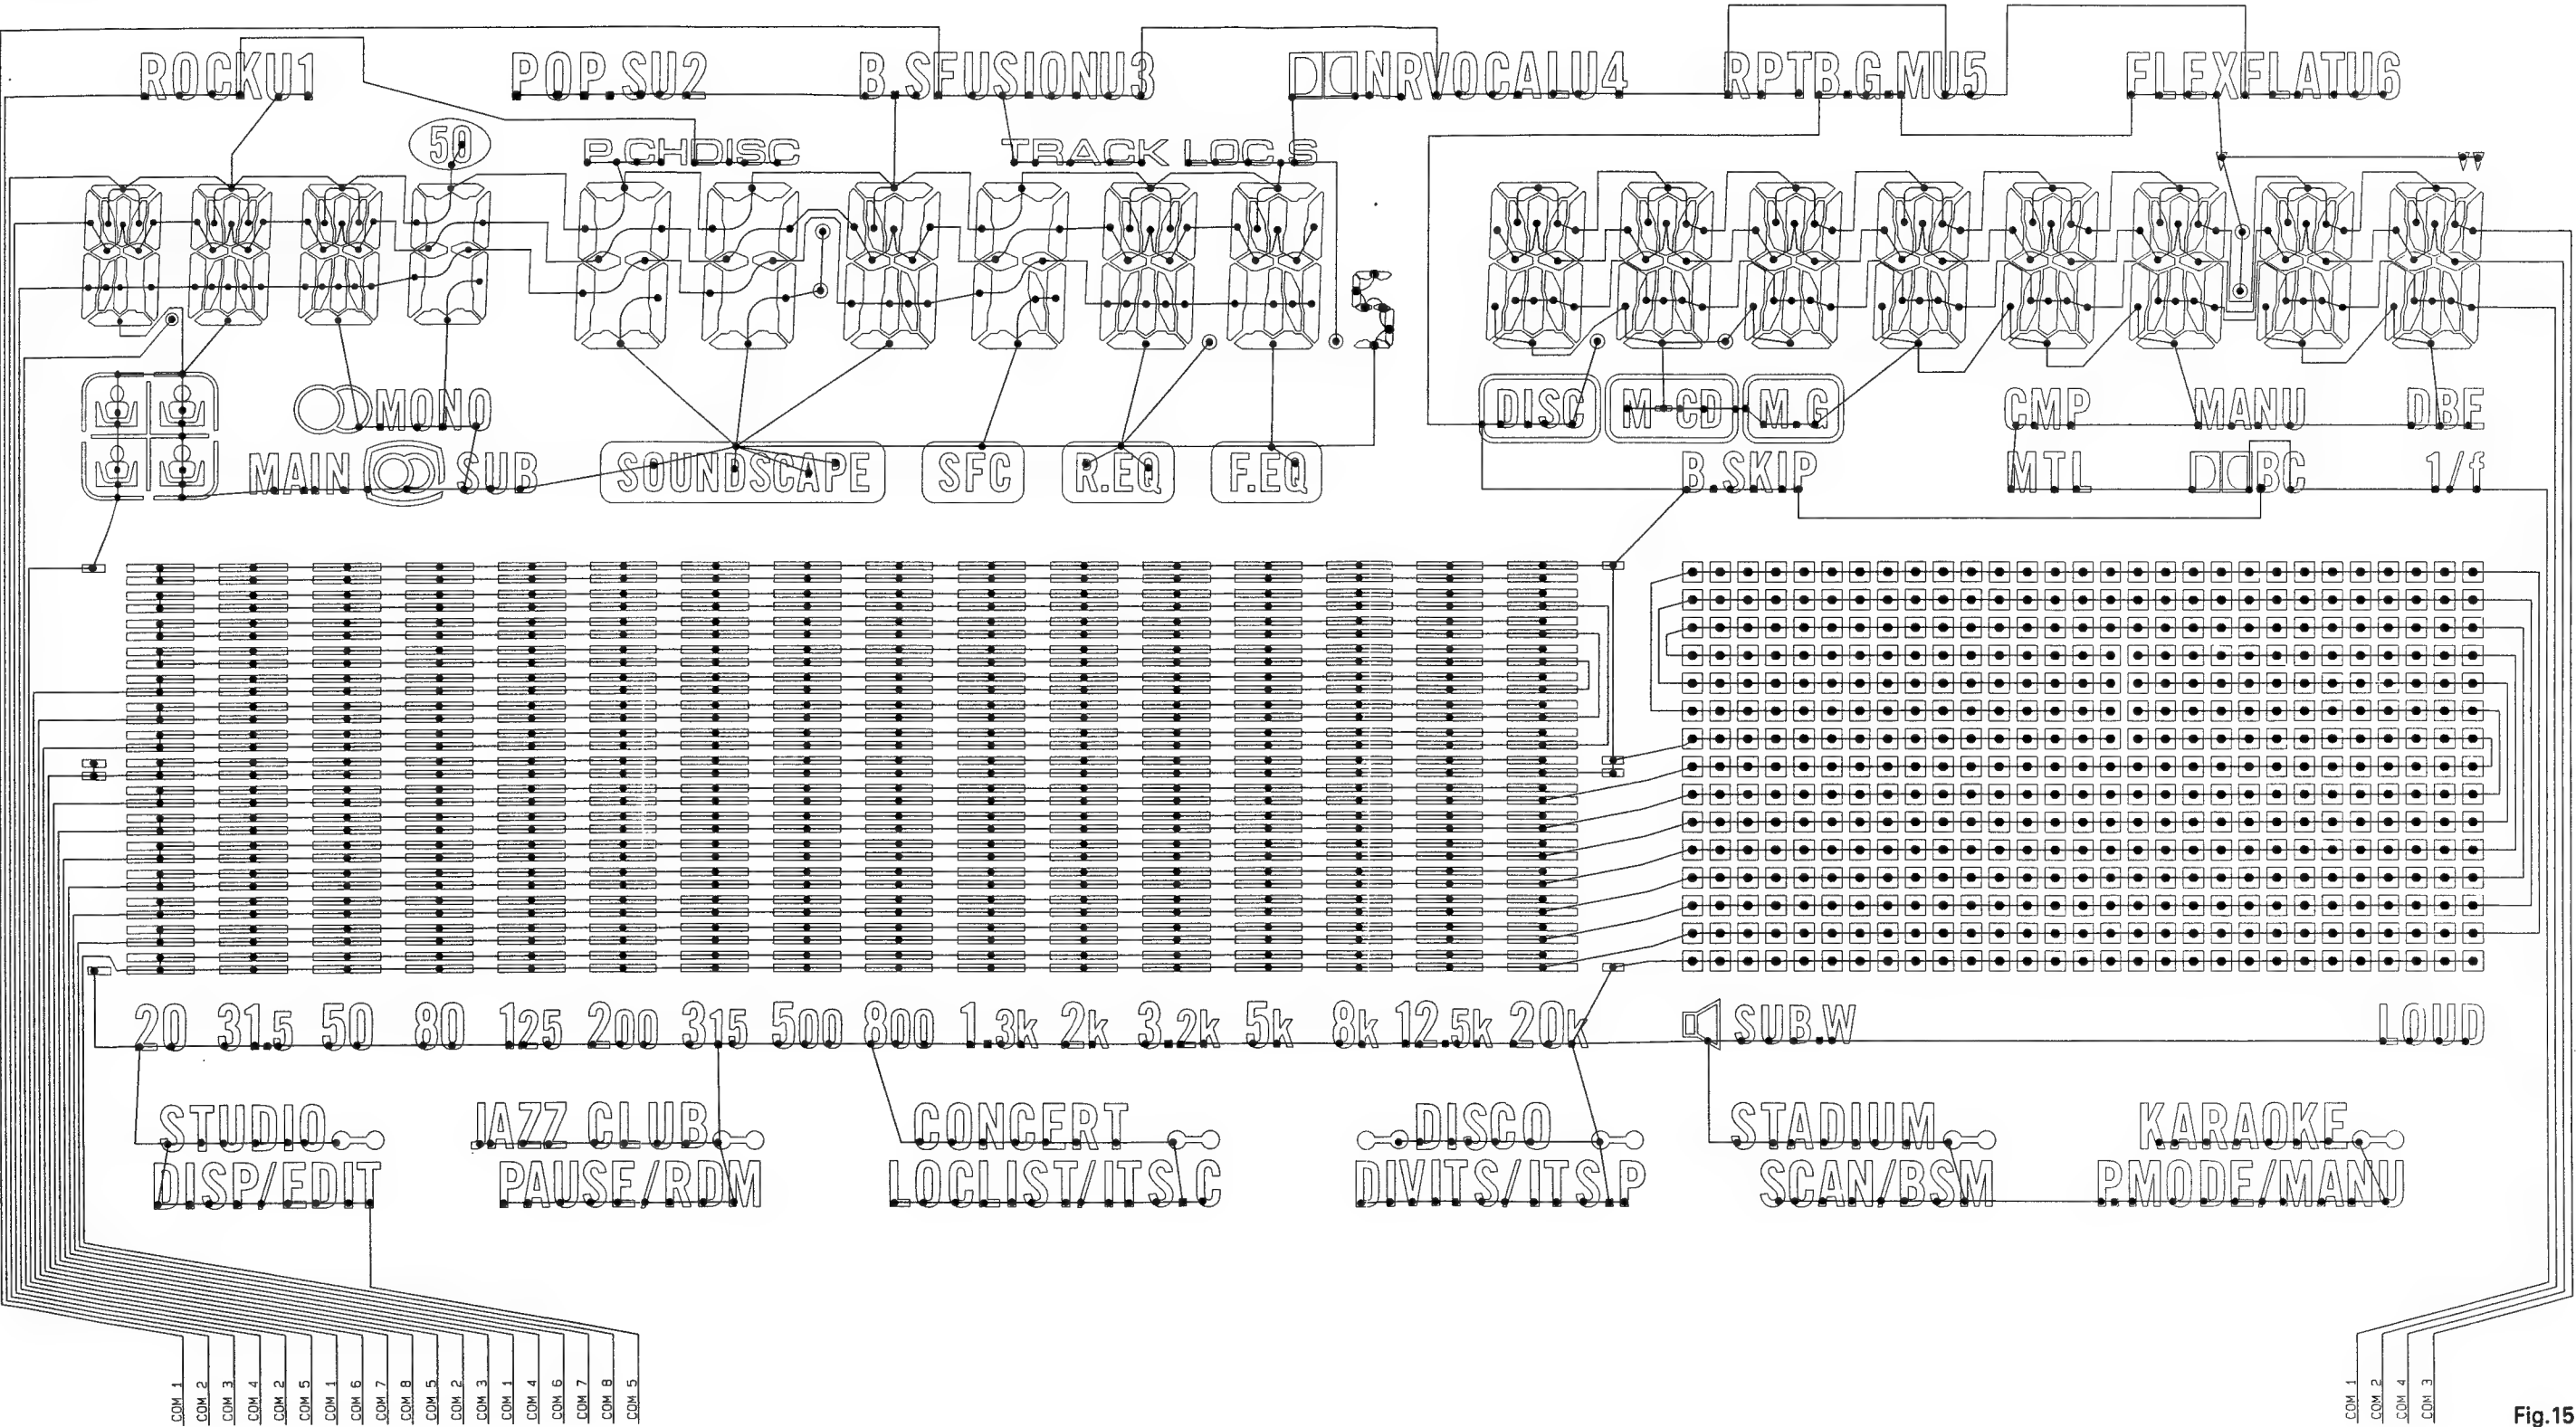 ROCKU1 POP.SU2 B.SFUSIONU3 NRVOCALU4 RPTB.G.MU5 FLEXFLATU6
50 P.CHDISC TRACK LOC.S
DISC M-CD M.G CMP MANU DBE
MONO
MAIN SUB SOUNDSCAPE SFC R.EQ F.EQ B.SKIP MTL BC 1/f
20 31.5 50 80 125 200 315 500 800 1.3k 2k 3.2k 5k 8k 12.5k 20k SUB.W LOUD
STUDIO JAZZ CLUB CONCERT DISCO STADIUM KARAOKE
DISP/EDIT PAUSE/RDM LOCLIST/ITS.C DIVITS/ITS.P SCAN/BSM P.MODE/MANU
COM 1 COM 2 COM 3 COM 4 COM 2 COM 5 COM 1 COM 6 COM 7 COM 8 COM 5 COM 2 COM 3 COM 1 COM 4 COM 6 COM 7 COM 8 COM 5 COM 1 COM 2 COM 4 COM 3
Fig.15